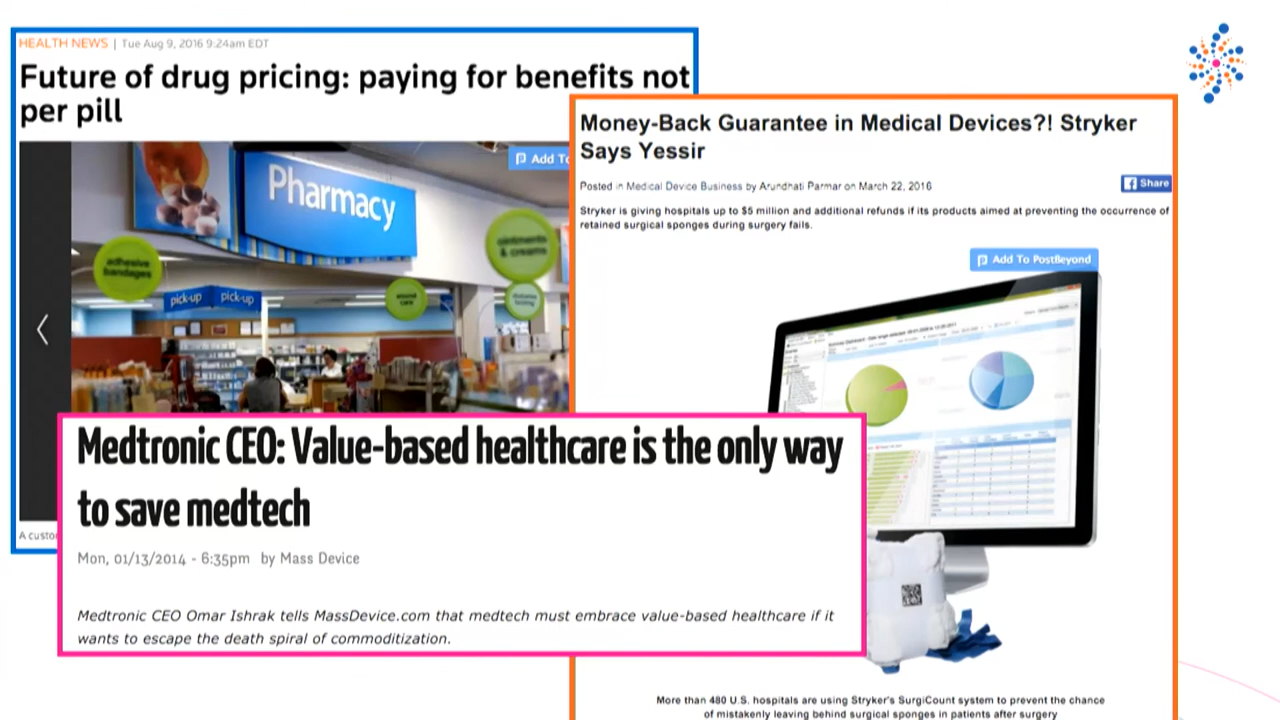 HEALTH NEWS | Tue Aug 9, 2016 9:24am EDT
Future of drug pricing: paying for benefits not
per pill
Add To
Pharmacy
ointments
& creams
adhesive
bandages
pick-up pick-up
wound
care
A custo
Money-Back Guarantee in Medical Devices?! Stryker
Says Yessir
Posted in Medical Device Business by Arundhati Parmar on March 22, 2016
Share
Stryker is giving hospitals up to $5 million and additional refunds if its products aimed at preventing the occurrence of
retained surgical sponges during surgery fails.
Add To PostBeyond
Medtronic CEO: Value-based healthcare is the only way
to save medtech
Mon, 01/13/2014 - 6:35pm by Mass Device
Medtronic CEO Omar Ishrak tells MassDevice.com that medtech must embrace value-based healthcare if it
wants to escape the death spiral of commoditization.
More than 480 U.S. hospitals are using Stryker's SurgiCount system to prevent the chance
of mistakenly leaving behind surgical sponges in patients after surgery